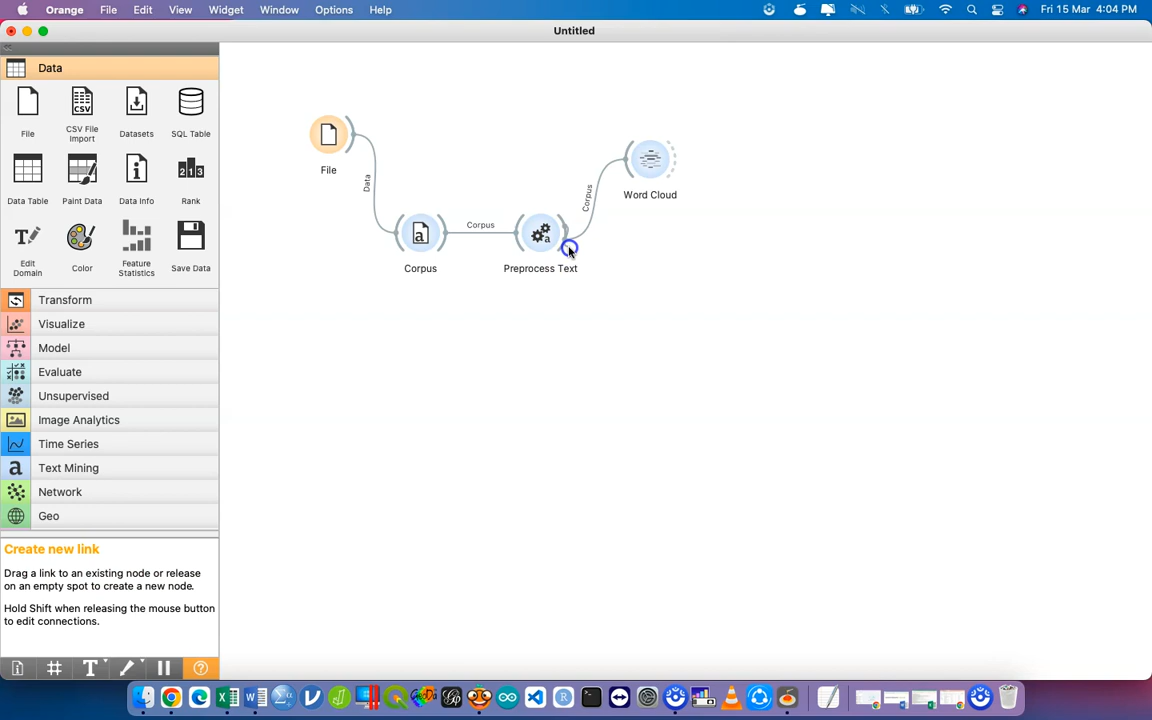 Orange File Edit View Widget Window Options Help Fri 15 Mar 4:04 PM
Untitled
Data
File
CSV File
Import
Datasets
SQL Table
Data Table
Paint Data
Data Info
Rank
Edit
Domain
Color
Feature
Statistics
Save Data
Transform
Visualize
Model
Evaluate
Unsupervised
Image Analytics
Time Series
Text Mining
Network
Geo
Create new link
Drag a link to an existing node or release
on an empty spot to create a new node.
Hold Shift when releasing the mouse button
to edit connections.
File
Data
Corpus
Corpus
Preprocess Text
Corpus
Word Cloud